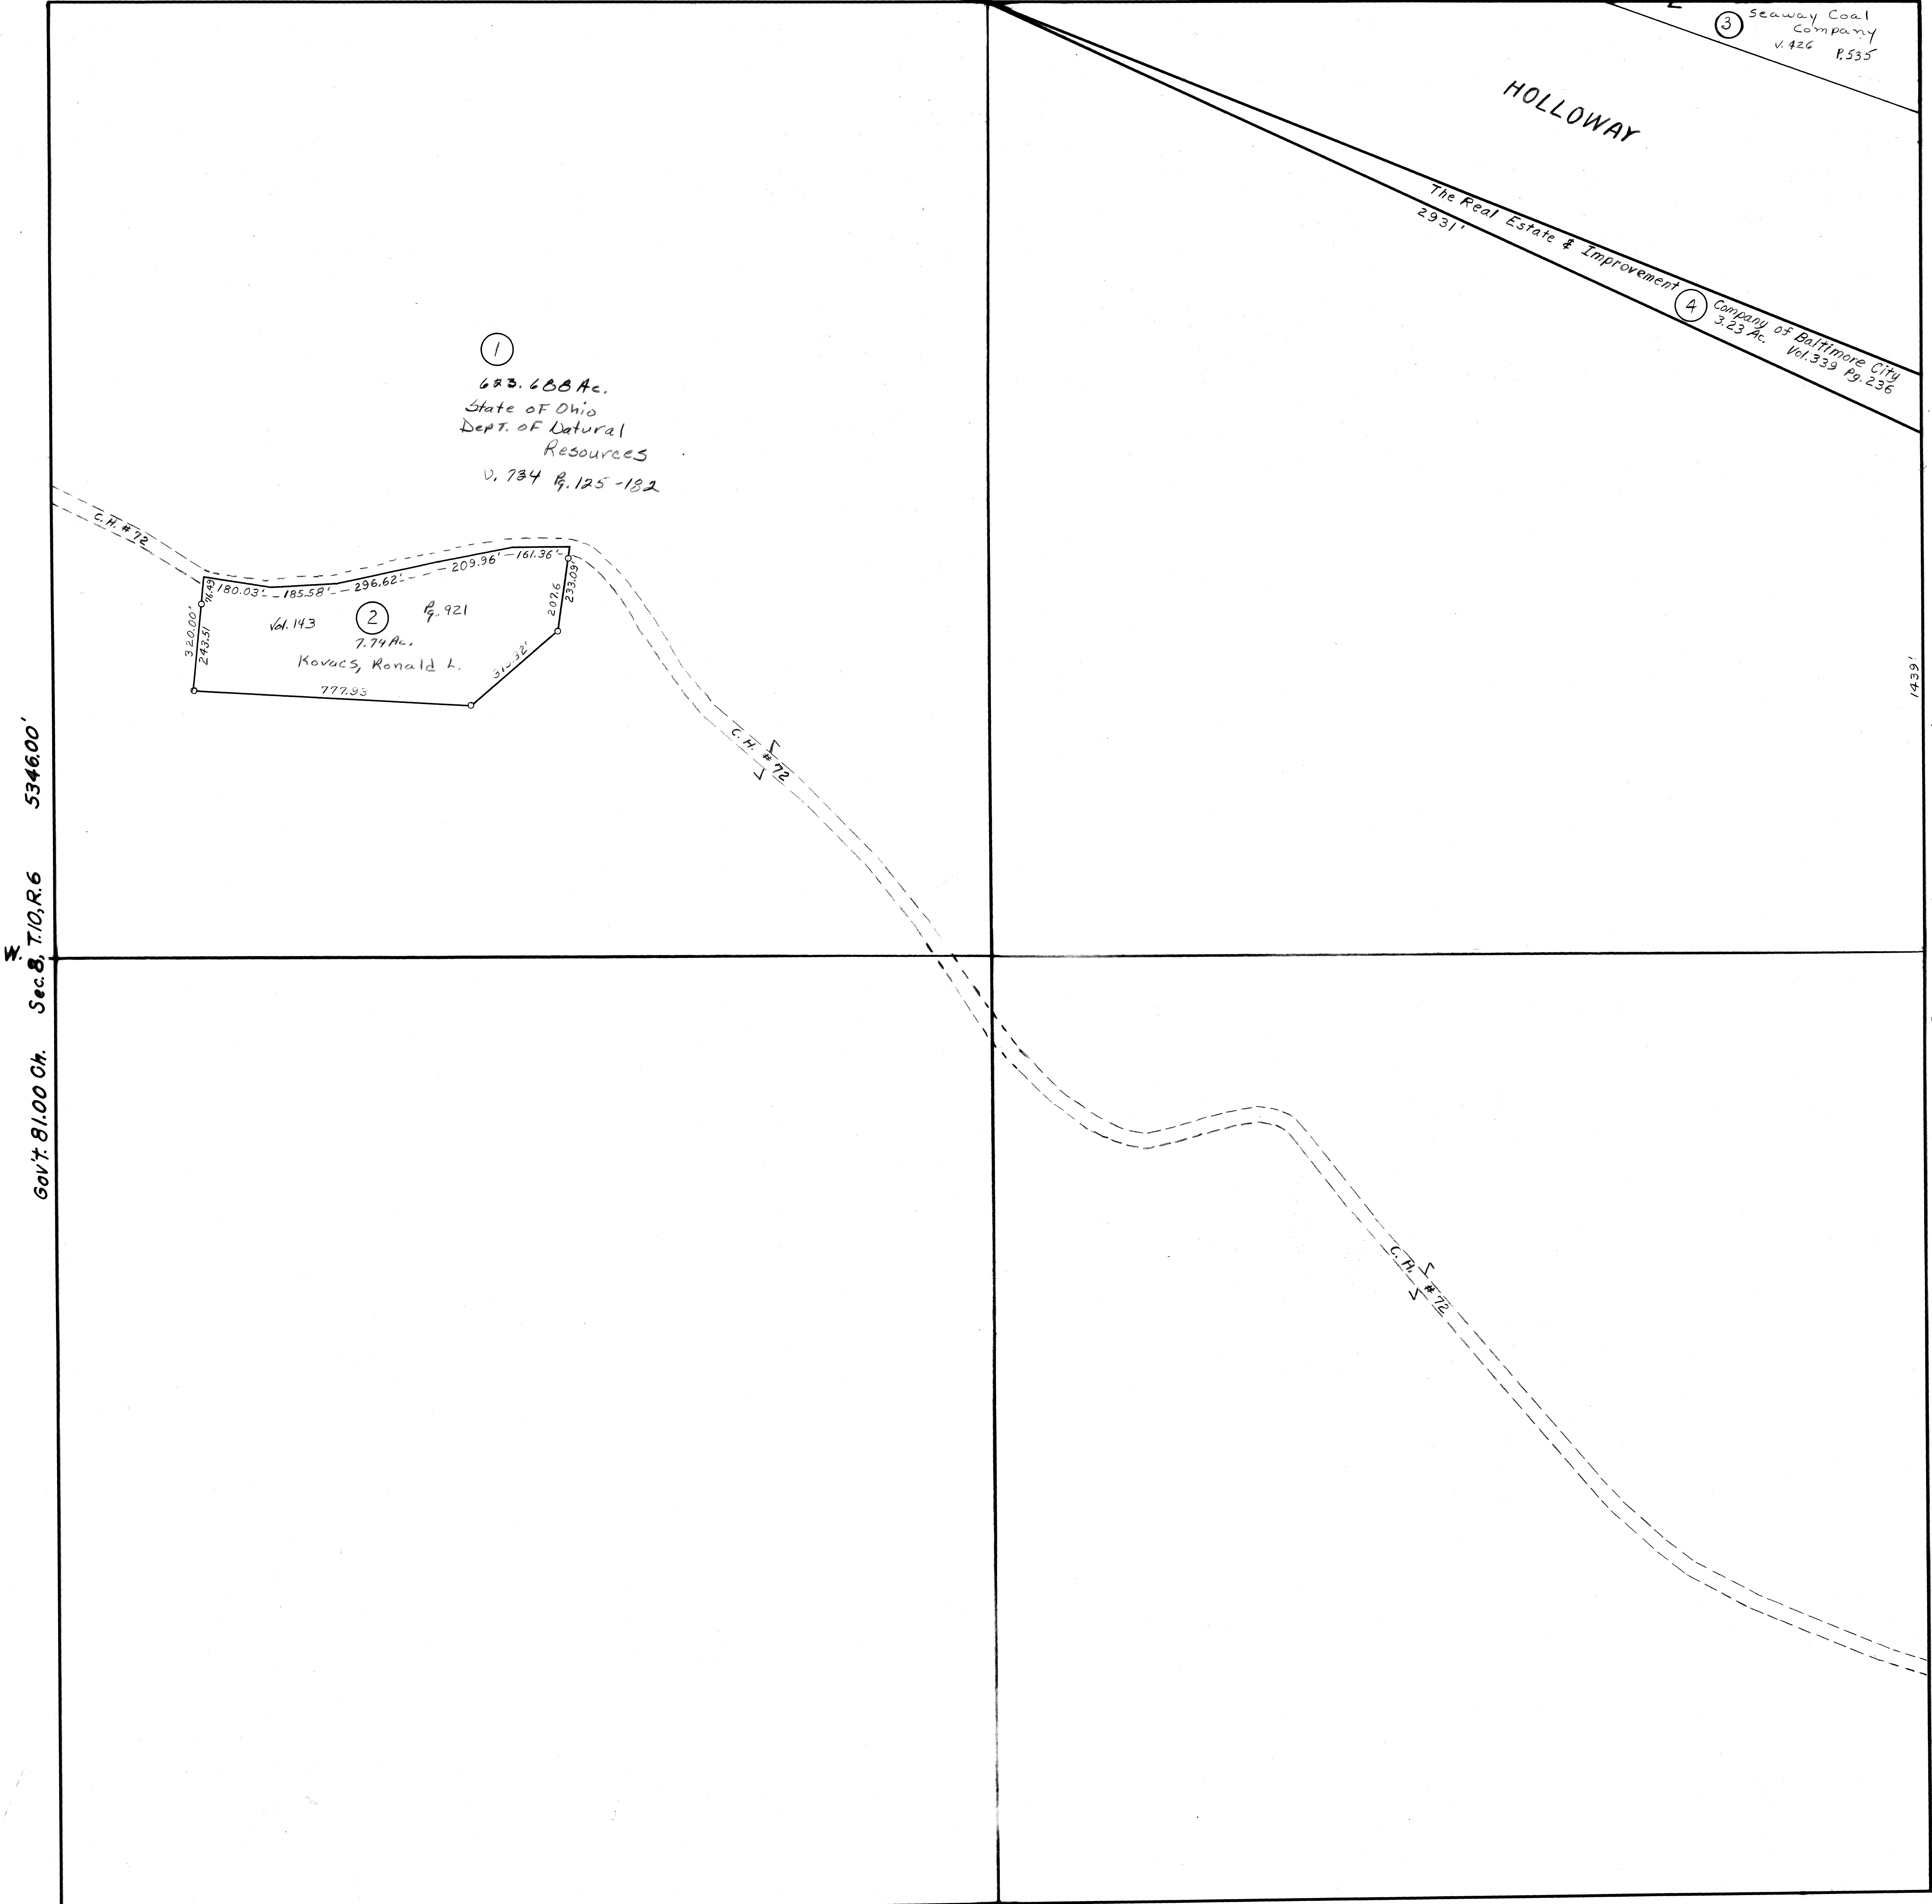 3
Seaway Coal
Company
V. 426 P. 535
HOLLOWAY
The Real Estate & Improvement 4 Company of Baltimore City
2931'
3.23 Ac. Vol. 339 Pg. 236
1
623.688 Ac.
State of Ohio
Dept. of Natural
Resources
V. 734 Pg. 125-182
C.H. #72
180.03' 185.58' 296.62' 209.96' 161.36'
76.49
320.00'
243.51
207.6
233.09'
Vol. 143 2 Pg. 921
7.74 Ac.
Kovacs, Ronald L.
777.93
1439'
C.H. #72
W.
Gov't. 81.00 Ch. Sec. 8, T.10, R.6 5346.00'
C.H. #72